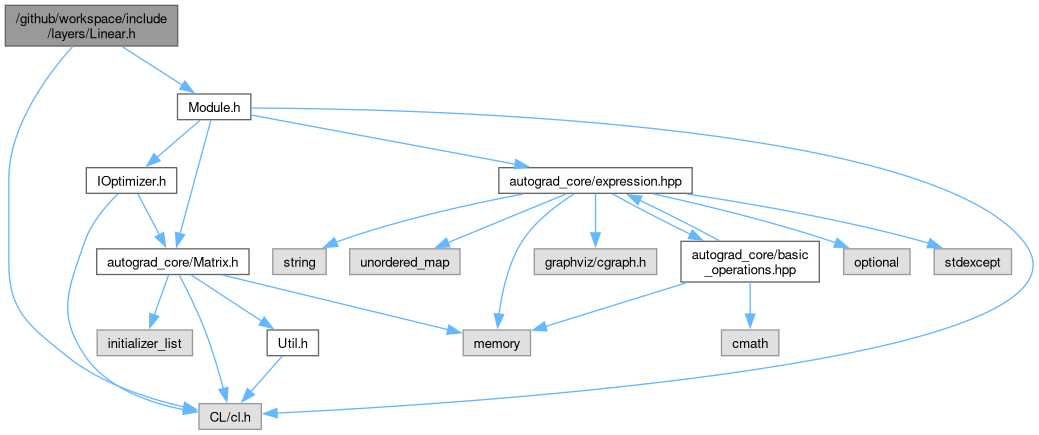 /github/workspace/include
/layers/Linear.h
Module.h
IOptimizer.h
autograd_core/expression.hpp
autograd_core/Matrix.h
string
unordered_map
graphviz/cgraph.h
autograd_core/basic
_operations.hpp
optional
stdexcept
initializer_list
Util.h
memory
cmath
CL/cl.h